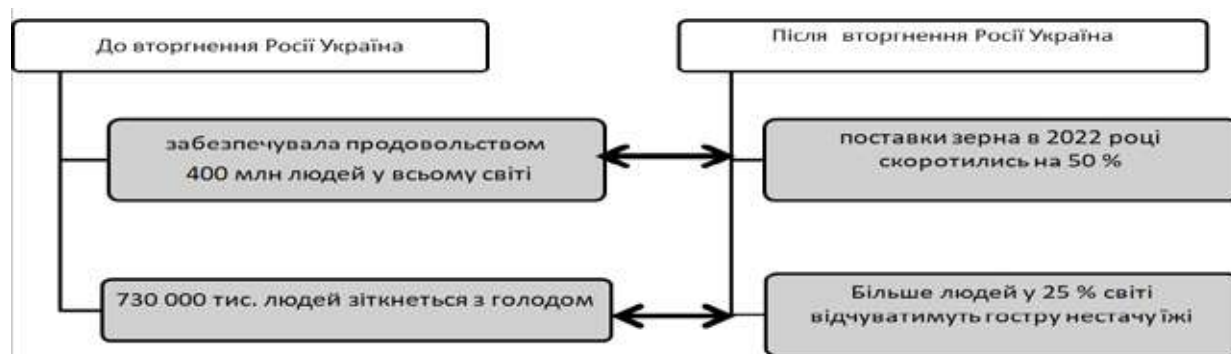 До вторгнення Росії Україна
Після вторгнення Росії Україна
забезпечувала продовольством
400 млн людей у всьому світі
поставки зерна в 2022 році
скоротились на 50 %
730 000 тис. людей зіткнеться з голодом
Більше людей у 25 % світі
відчуватимуть гостру нестачу їжі